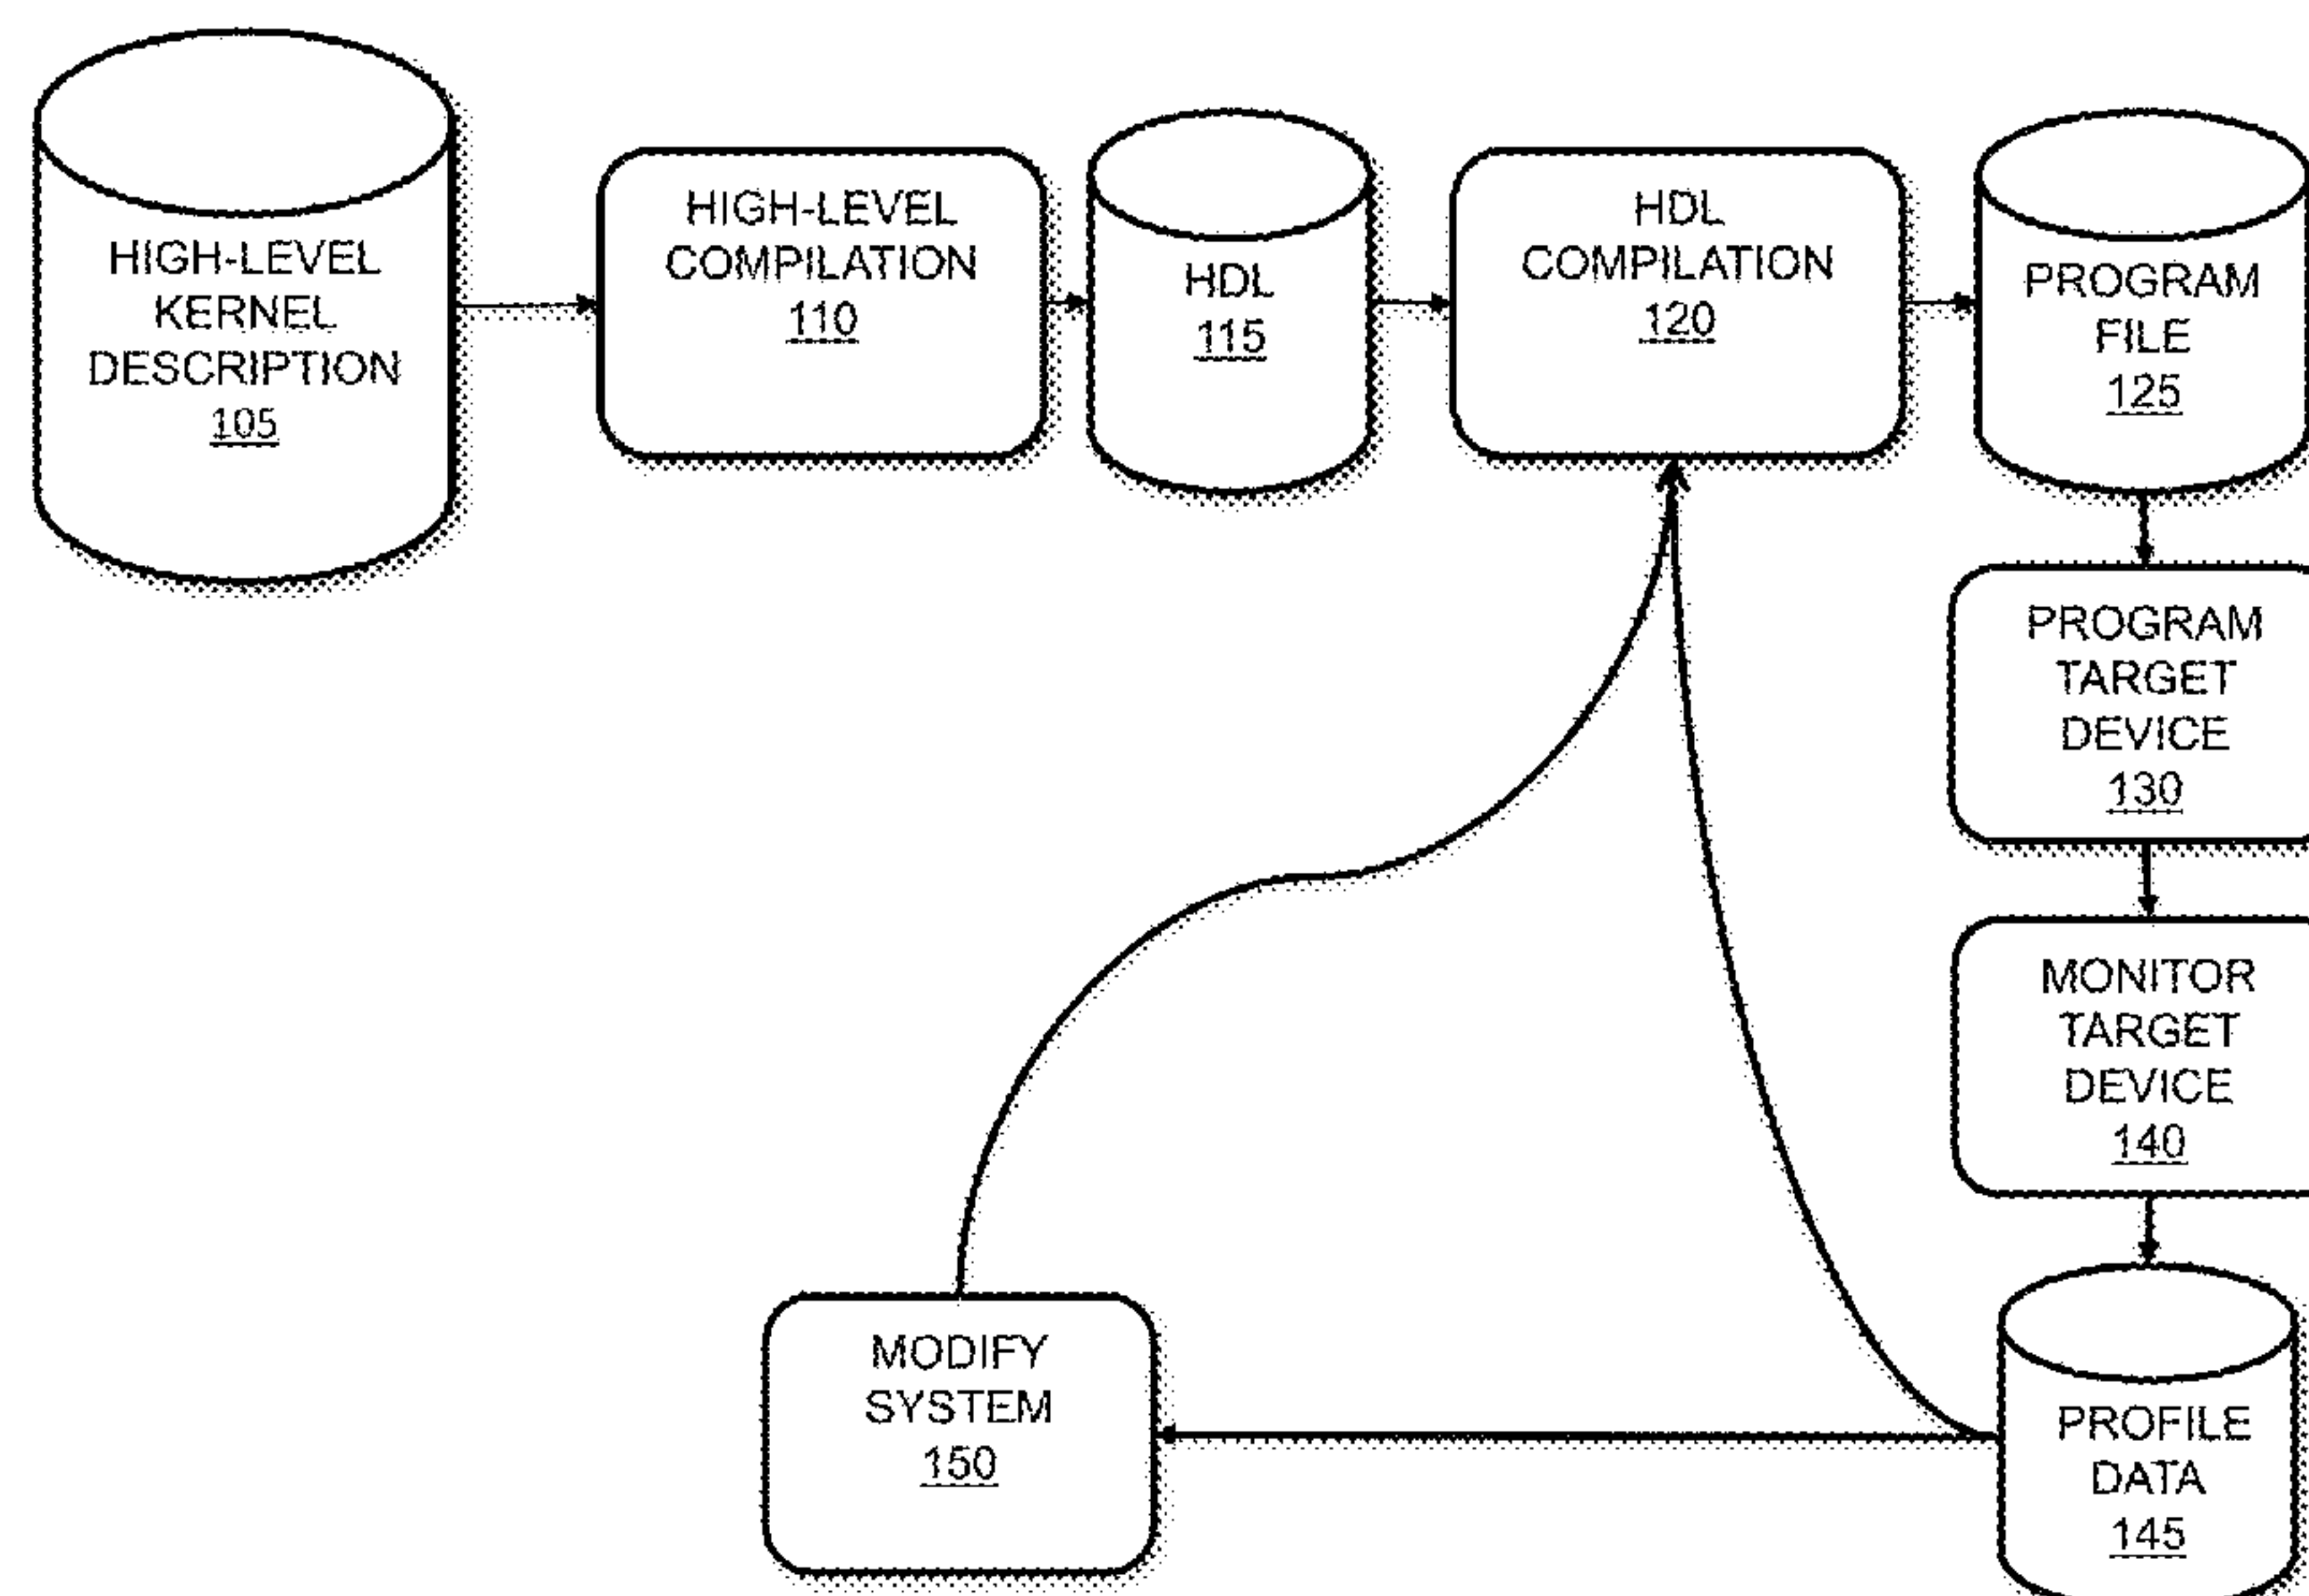 HIGH-LEVEL
KERNEL
DESCRIPTION
105
HIGH-LEVEL
COMPILATION
110
HDL
115
HDL
COMPILATION
120
PROGRAM
FILE
125
PROGRAM
TARGET
DEVICE
130
MONITOR
TARGET
DEVICE
140
MODIFY
SYSTEM
150
PROFILE
DATA
145